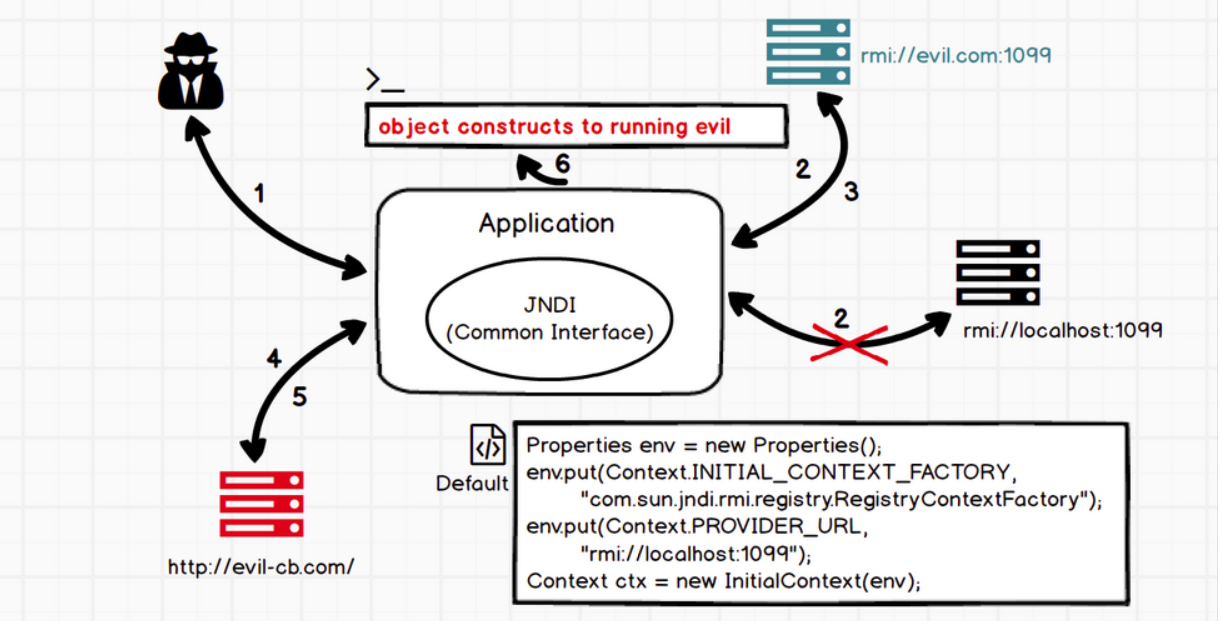 rmi://evil.com:1099
>_
object constructs to running evil
6
2
3
1
Application
JNDI
(Common Interface)
2
rmi://localhost:1099
4
5
</>
Default
Properties env = new Properties();
env.put(Context.INITIAL_CONTEXT_FACTORY,
"com.sun.jndi.rmi.registry.RegistryContextFactory");
env.put(Context.PROVIDER_URL,
"rmi://localhost:1099");
Context ctx = new InitialContext(env);
http://evil-cb.com/